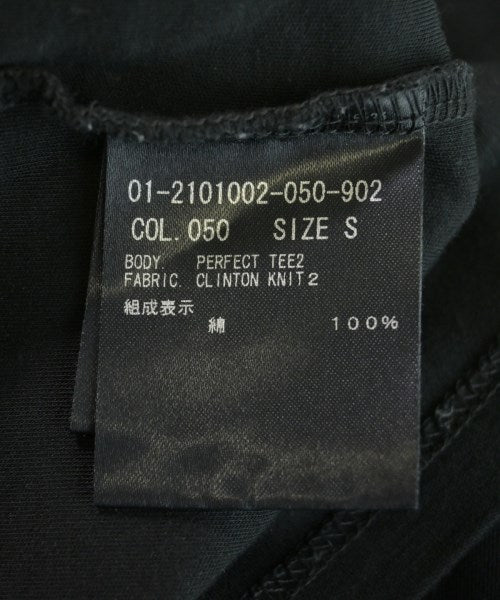 01-2101002-050-902
COL.050 SIZE S
BODY. PERFECT TEE2
FABRIC. CLINTON KNIT2
組成表示
綿 100%